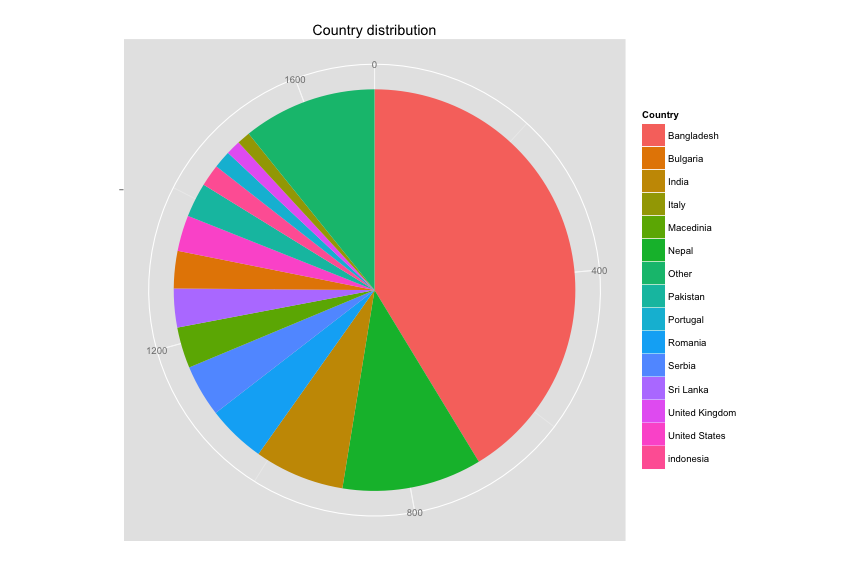 Country distribution
0
1600
400
1200
800
Country
Bangladesh
Bulgaria
India
Italy
Macedinia
Nepal
Other
Pakistan
Portugal
Romania
Serbia
Sri Lanka
United Kingdom
United States
indonesia